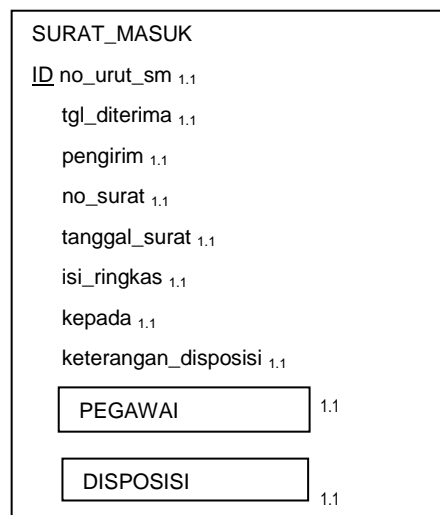 SURAT_MASUK
ID no_urut_sm 1.1
tgl_diterima 1.1
pengirim 1.1
no_surat 1.1
tanggal_surat 1.1
isi_ringkas 1.1
kepada 1.1
keterangan_disposisi 1.1
PEGAWAI 1.1
DISPOSISI 1.1